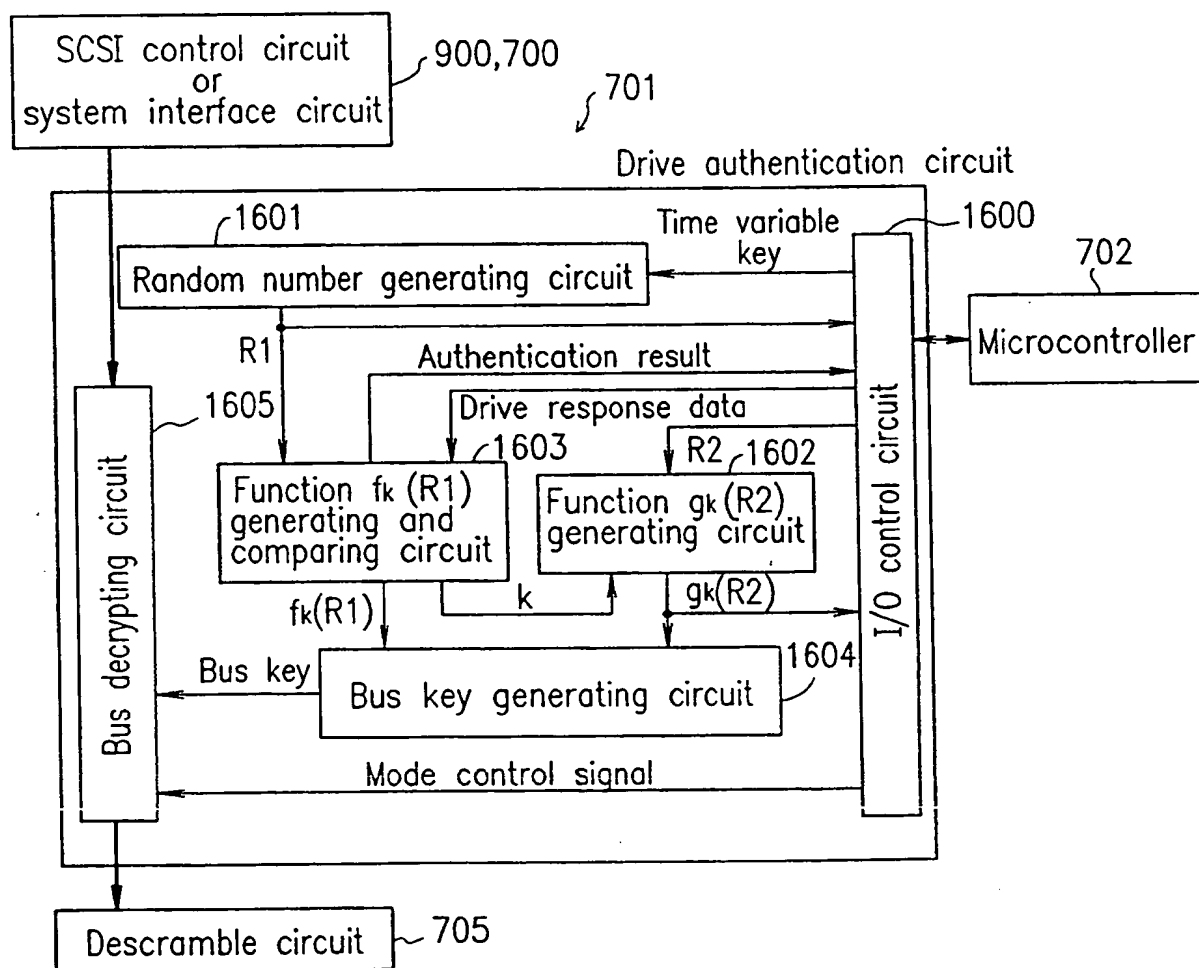 SCSI control circuit
or
system interface circuit
900,700
701
Drive authentication circuit
1601
Random number generating circuit
Time variable
key
1600
702
Microcontroller
R1
Authentication result
Drive response data
1605
1603
R2
1602
Function fk (R1)
generating and
comparing circuit
Function gk (R2)
generating circuit
I/O control circuit
Bus decrypting circuit
fk(R1)
k
gk(R2)
1604
Bus key
Bus key generating circuit
Mode control signal
Descramble circuit
705